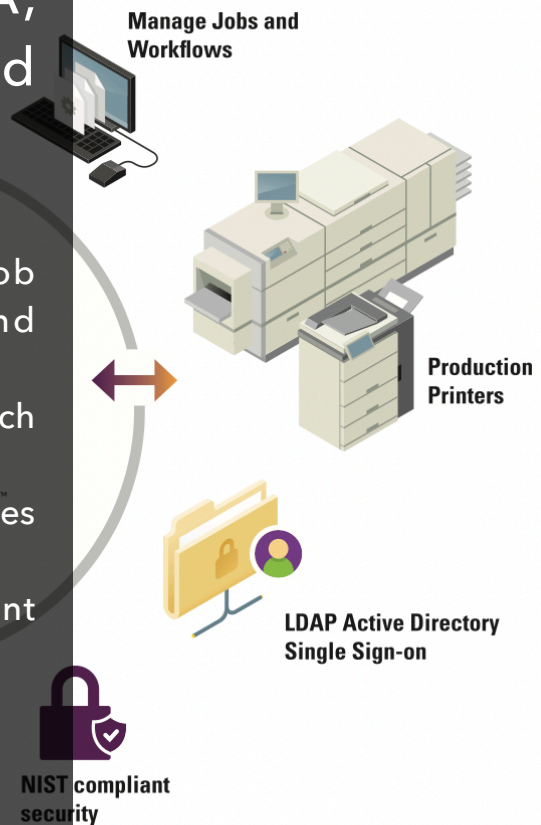 Manage Jobs and
Workflows
Production
Printers
LDAP Active Directory
Single Sign-on
NIST compliant
security